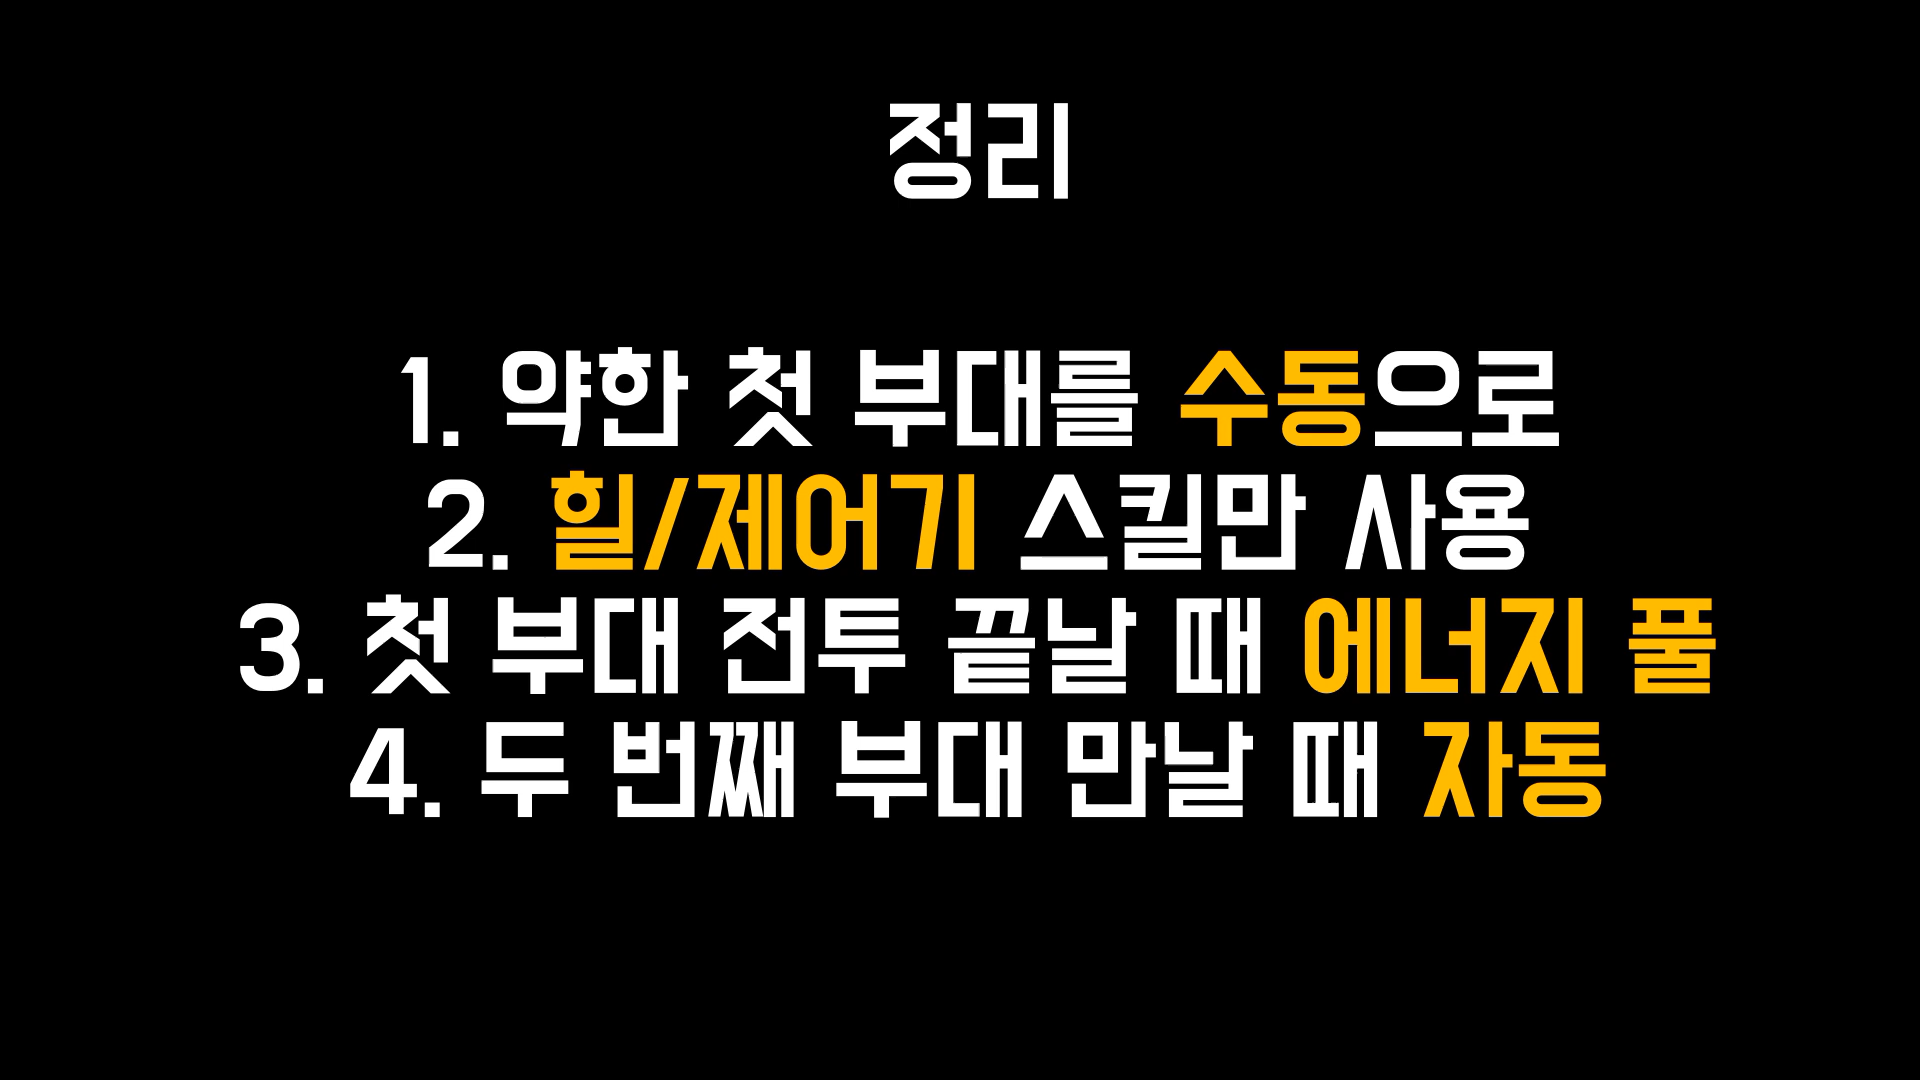 정리
1. 약한 첫 부대를 수동으로
2. 힐/제어기 스킬만 사용
3. 첫 부대 전투 끝날 때 에너지 풀
4. 두 번째 부대 만날 때 자동